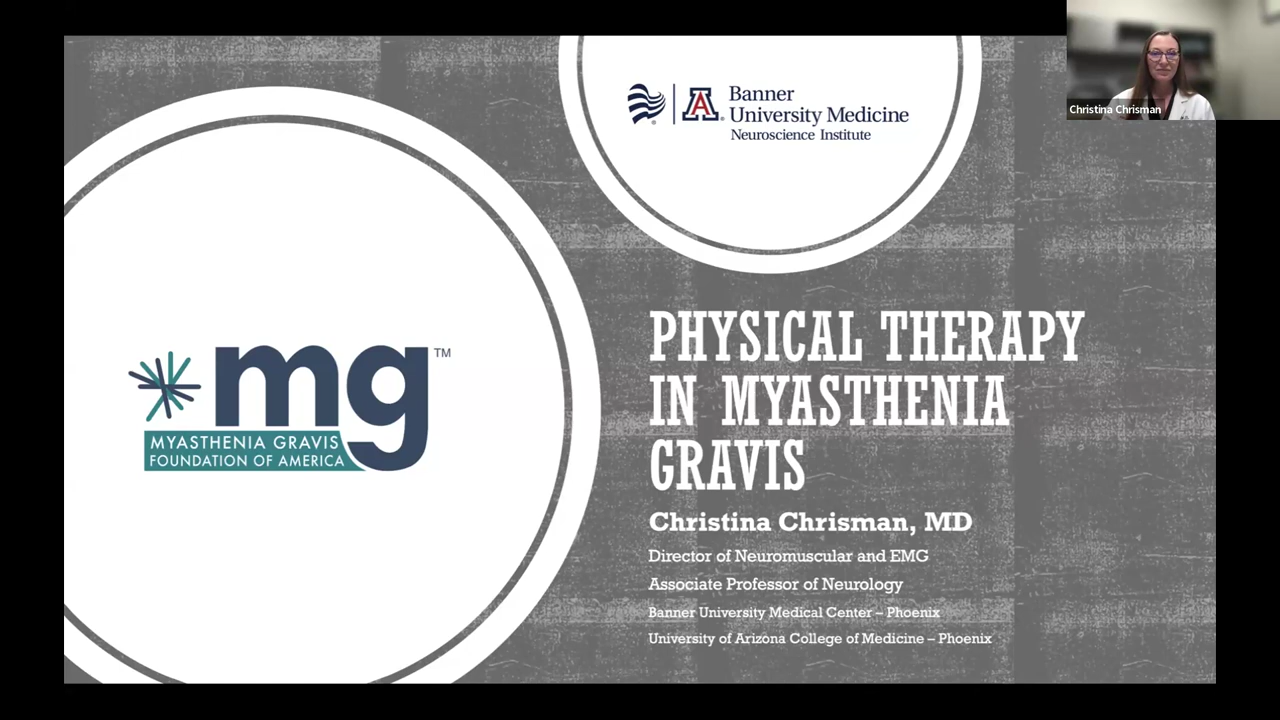 Banner
University Medicine
Neuroscience Institute
Christina Chrisman
mg™
MYASTHENIA GRAVIS
FOUNDATION OF AMERICA
PHYSICAL THERAPY
IN MYASTHENIA
GRAVIS
Christina Chrisman, MD
Director of Neuromuscular and EMG
Associate Professor of Neurology
Banner University Medical Center – Phoenix
University of Arizona College of Medicine – Phoenix